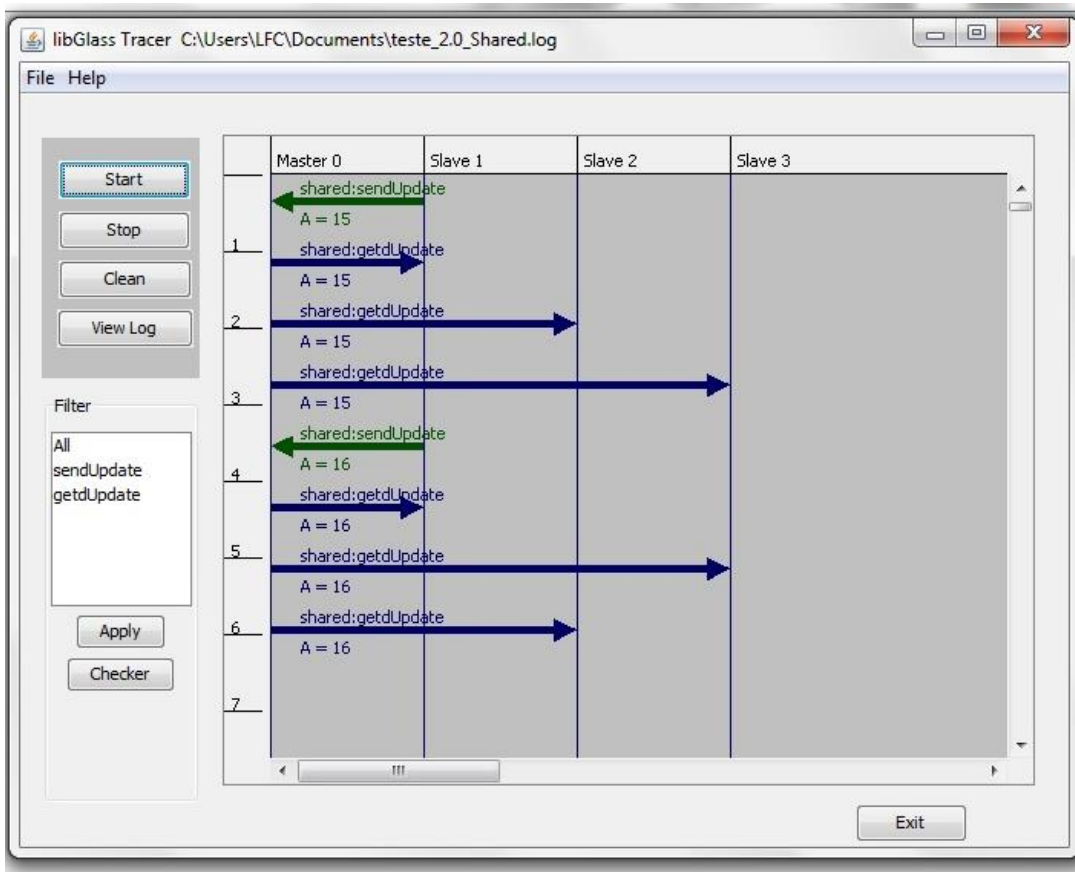 libGlass Tracer C:\Users\LFC\Documents\teste_2.0_Shared.log
File Help
Start
Stop
Clean
View Log
Filter
All
sendUpdate
getdUpdate
Apply
Checker
Master 0 Slave 1 Slave 2 Slave 3
shared:sendUpdate
A = 15
1
shared:getdUpdate
A = 15
shared:getdUpdate
2
A = 15
shared:getdUpdate
3
A = 15
shared:sendUpdate
A = 16
4
shared:getdUpdate
A = 16
5
shared:getdUpdate
A = 16
shared:getdUpdate
6
A = 16
7
Exit